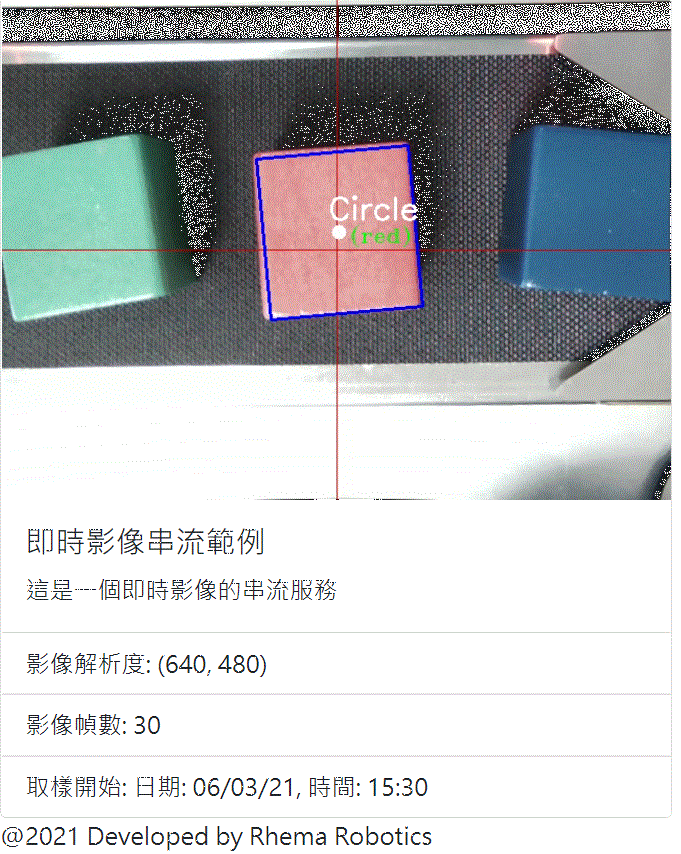 Circle
(red)
即時影像串流範例
這是一個即時影像的串流服務
影像解析度: (640, 480)
影像幀數: 30
取樣開始: 日期: 06/03/21, 時間: 15:30
@2021 Developed by Rhema Robotics